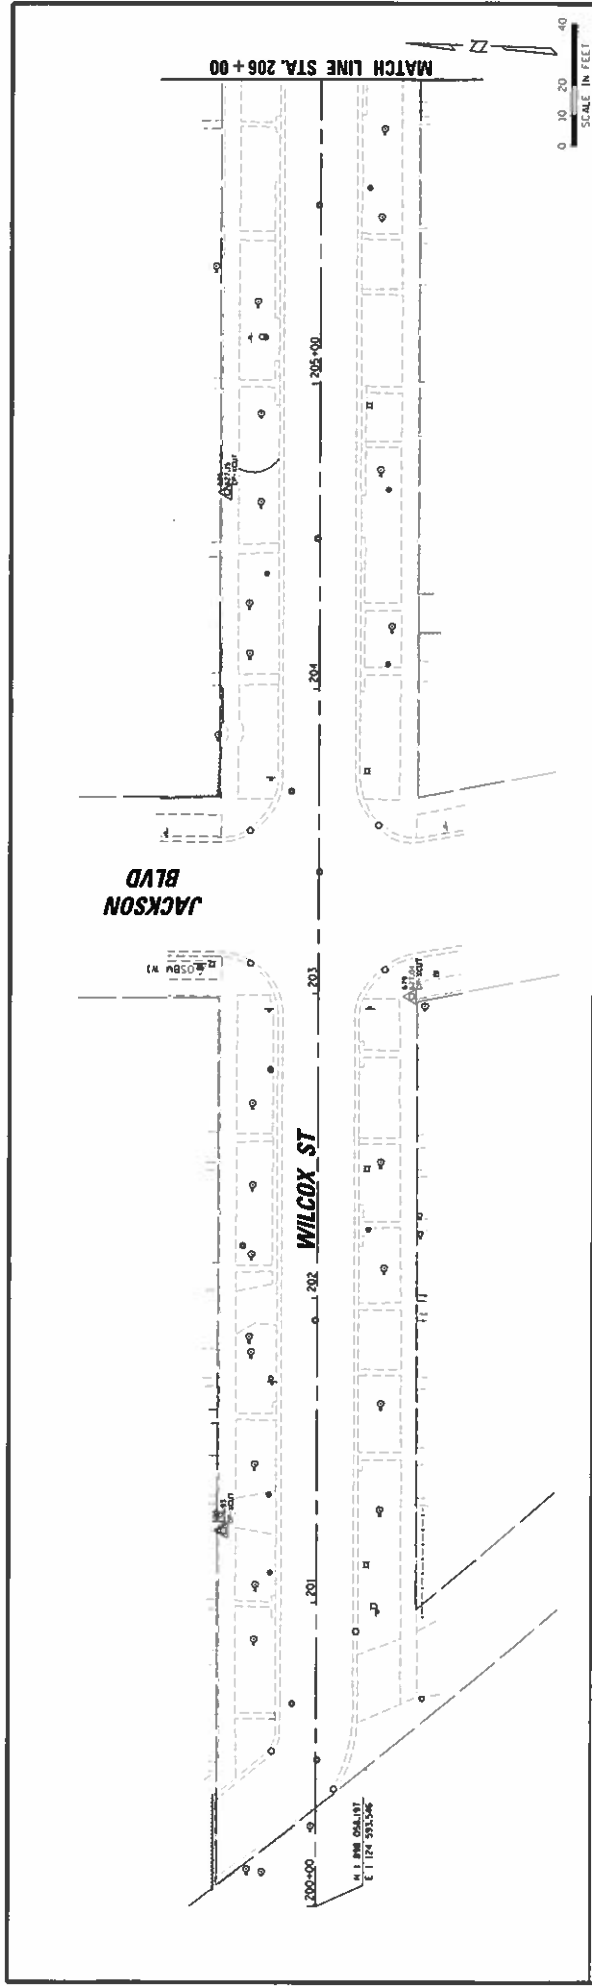 MATCH LINE STA. 206 + 00
0 10 20 40
SCALE IN FEET
JACKSON
BLVD
WILCOX ST
205+00
204
203
202
201
200+00
N 1 898 058.197
E 1 124 593.546